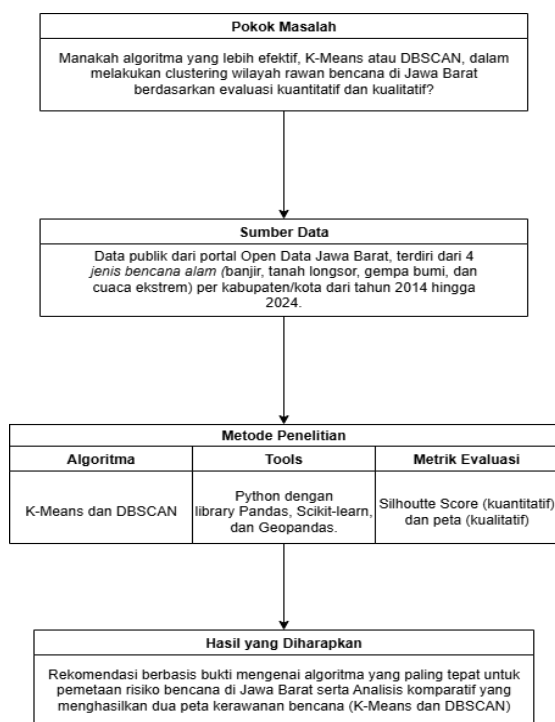 Pokok Masalah
Manakah algoritma yang lebih efektif, K-Means atau DBSCAN, dalam
melakukan clustering wilayah rawan bencana di Jawa Barat
berdasarkan evaluasi kuantitatif dan kualitatif?
Sumber Data
Data publik dari portal Open Data Jawa Barat, terdiri dari 4
jenis bencana alam (banjir, tanah longsor, gempa bumi, dan
cuaca ekstrem) per kabupaten/kota dari tahun 2014 hingga
2024.
Metode Penelitian
Algoritma
Tools
Metrik Evaluasi
K-Means dan DBSCAN
Python dengan
library Pandas, Scikit-learn,
dan Geopandas.
Silhoutte Score (kuantitatif)
dan peta (kualitatif)
Hasil yang Diharapkan
Rekomendasi berbasis bukti mengenai algoritma yang paling tepat untuk
pemetaan risiko bencana di Jawa Barat serta Analisis komparatif yang
menghasilkan dua peta kerawanan bencana (K-Means dan DBSCAN)